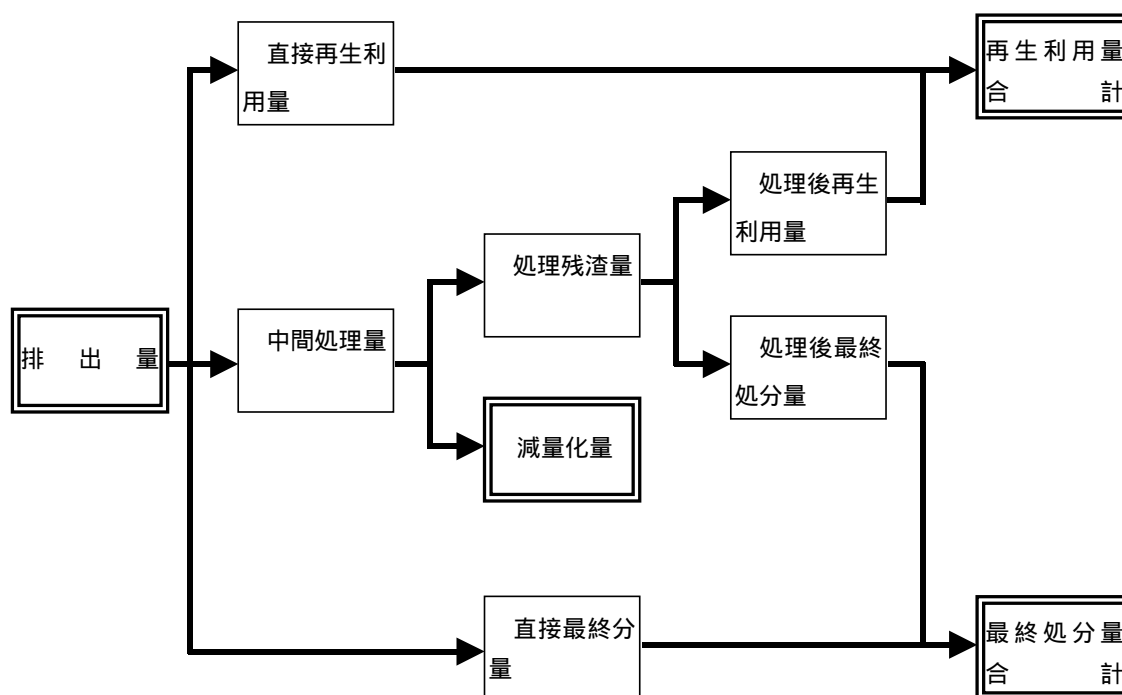 直接再生利
用量
再生利用量
合計
処理後再生
利用量
処理残渣量
排出量
中間処理量
処理後最終
処分量
減量化量
直接最終分
量
最終処分量
合計